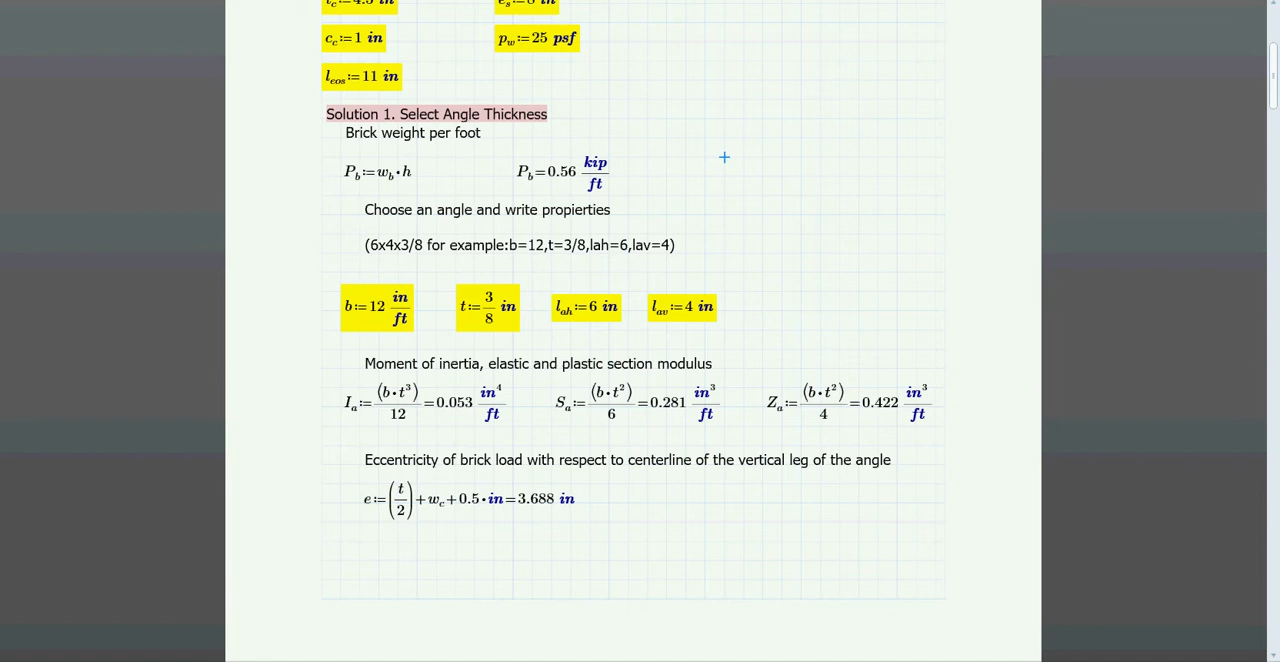 c_c:=1 in p_w:=25 psf
l_eos:=11 in
Solution 1. Select Angle Thickness
Brick weight per foot
P_b:=w_b·h P_b=0.56 kip/ft
Choose an angle and write propierties
(6x4x3/8 for example:b=12,t=3/8,lah=6,lav=4)
b:=12 in/ft t:=3/8 in l_ah:=6 in l_av:=4 in
Moment of inertia, elastic and plastic section modulus
I_a:=(b·t^3)/12=0.053 in^4/ft S_a:=(b·t^2)/6=0.281 in^3/ft Z_a:=(b·t^2)/4=0.422 in^3/ft
Eccentricity of brick load with respect to centerline of the vertical leg of the angle
e:=(t/2)+w_c+0.5·in=3.688 in